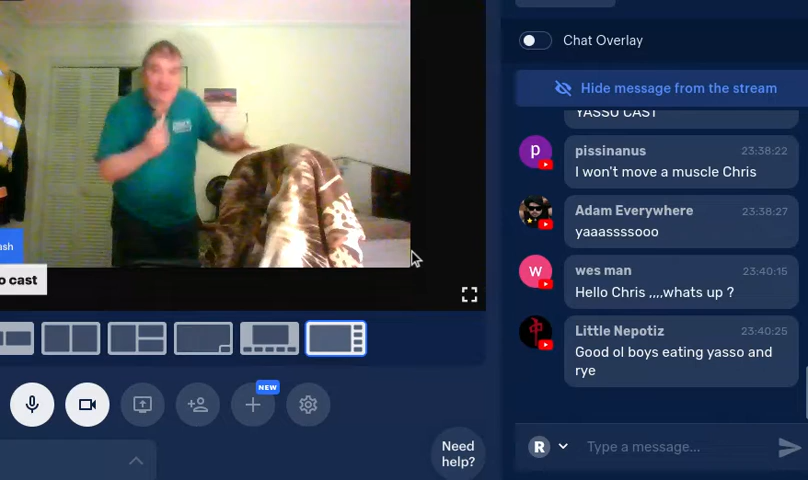 Chat Overlay
Hide message from the stream
YASSU CAST
p
pissinanus
23:38:22
I won't move a muscle Chris
Adam Everywhere
23:38:27
yaaassssooo
w
wes man
23:40:15
Hello Chris ,,,,whats up ?
Little Nepotiz
23:40:25
Good ol boys eating yasso and
rye
ash
o cast
NEW
Need
help?
R
Type a message...